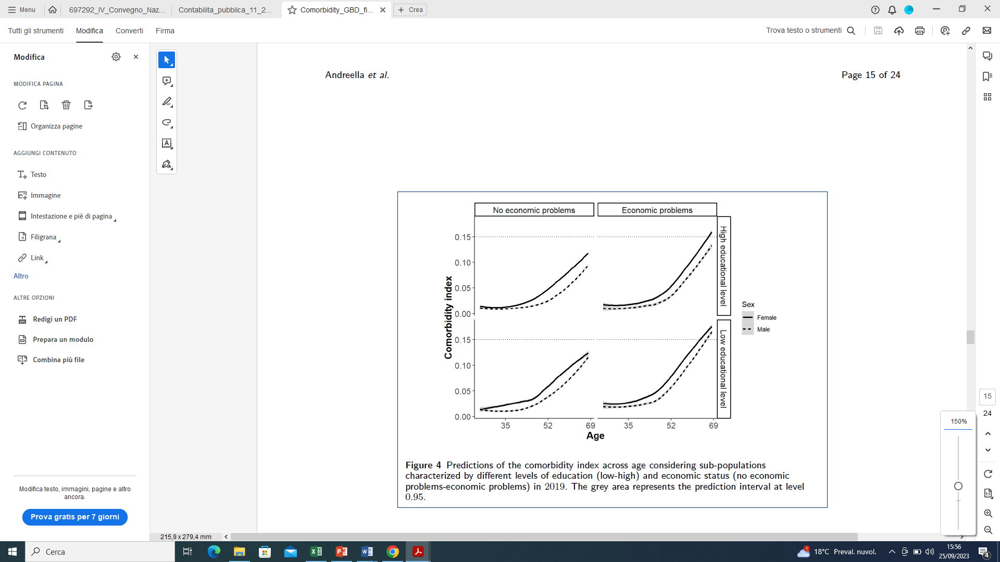 Menu
697292_IV_Convegno_Naz...
Contabilita_pubblica_11_2...
Comorbidity_GBD_fi...
Crea
Tutti gli strumenti
Modifica
Converti
Firma
Trova testo o strumenti
Modifica
MODIFICA PAGINA
Organizza pagine
AGGIUNGI CONTENUTO
Testo
Immagine
Intestazione e piè di pagina
Filigrana
Link
Altro
ALTRE OPZIONI
Redigi un PDF
Prepara un modulo
Combina più file
Modifica testo, immagini, pagine e altro
ancora.
Prova gratis per 7 giorni
Andreella et al.
Page 15 of 24
No economic problems
Economic problems
High educational level
Low educational level
Comorbidity index
0.15
0.10
0.05
0.00
0.15
0.10
0.05
0.00
35 52 69 35 52 69
Age
Sex
Female
Male
Figure 4 Predictions of the comorbidity index across age considering sub-populations
characterized by different levels of education (low-high) and economic status (no economic
problems-economic problems) in 2019. The grey area represents the prediction interval at level
0.95.
15
24
150%
215,9 x 279,4 mm
Cerca
18°C Preval. nuvol.
15:56
25/09/2023
4
1